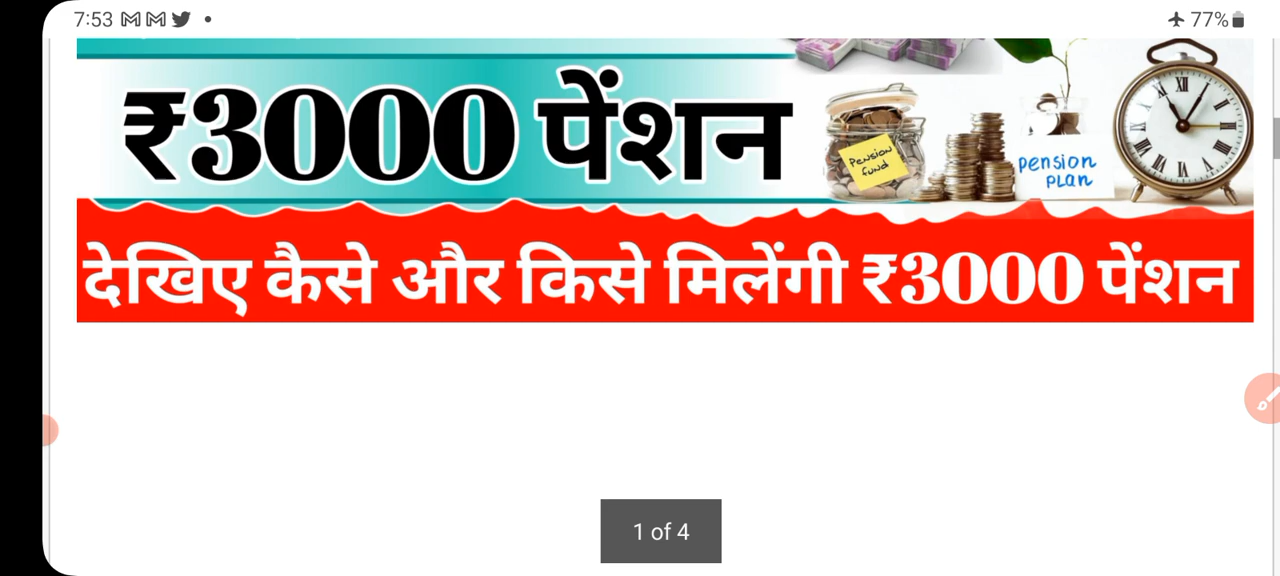 7:53
77%
₹3000 पेंशन
Pension
fund
pension
PLAN
देखिए कैसे और किसे मिलेंगी ₹3000 पेंशन
1 of 4